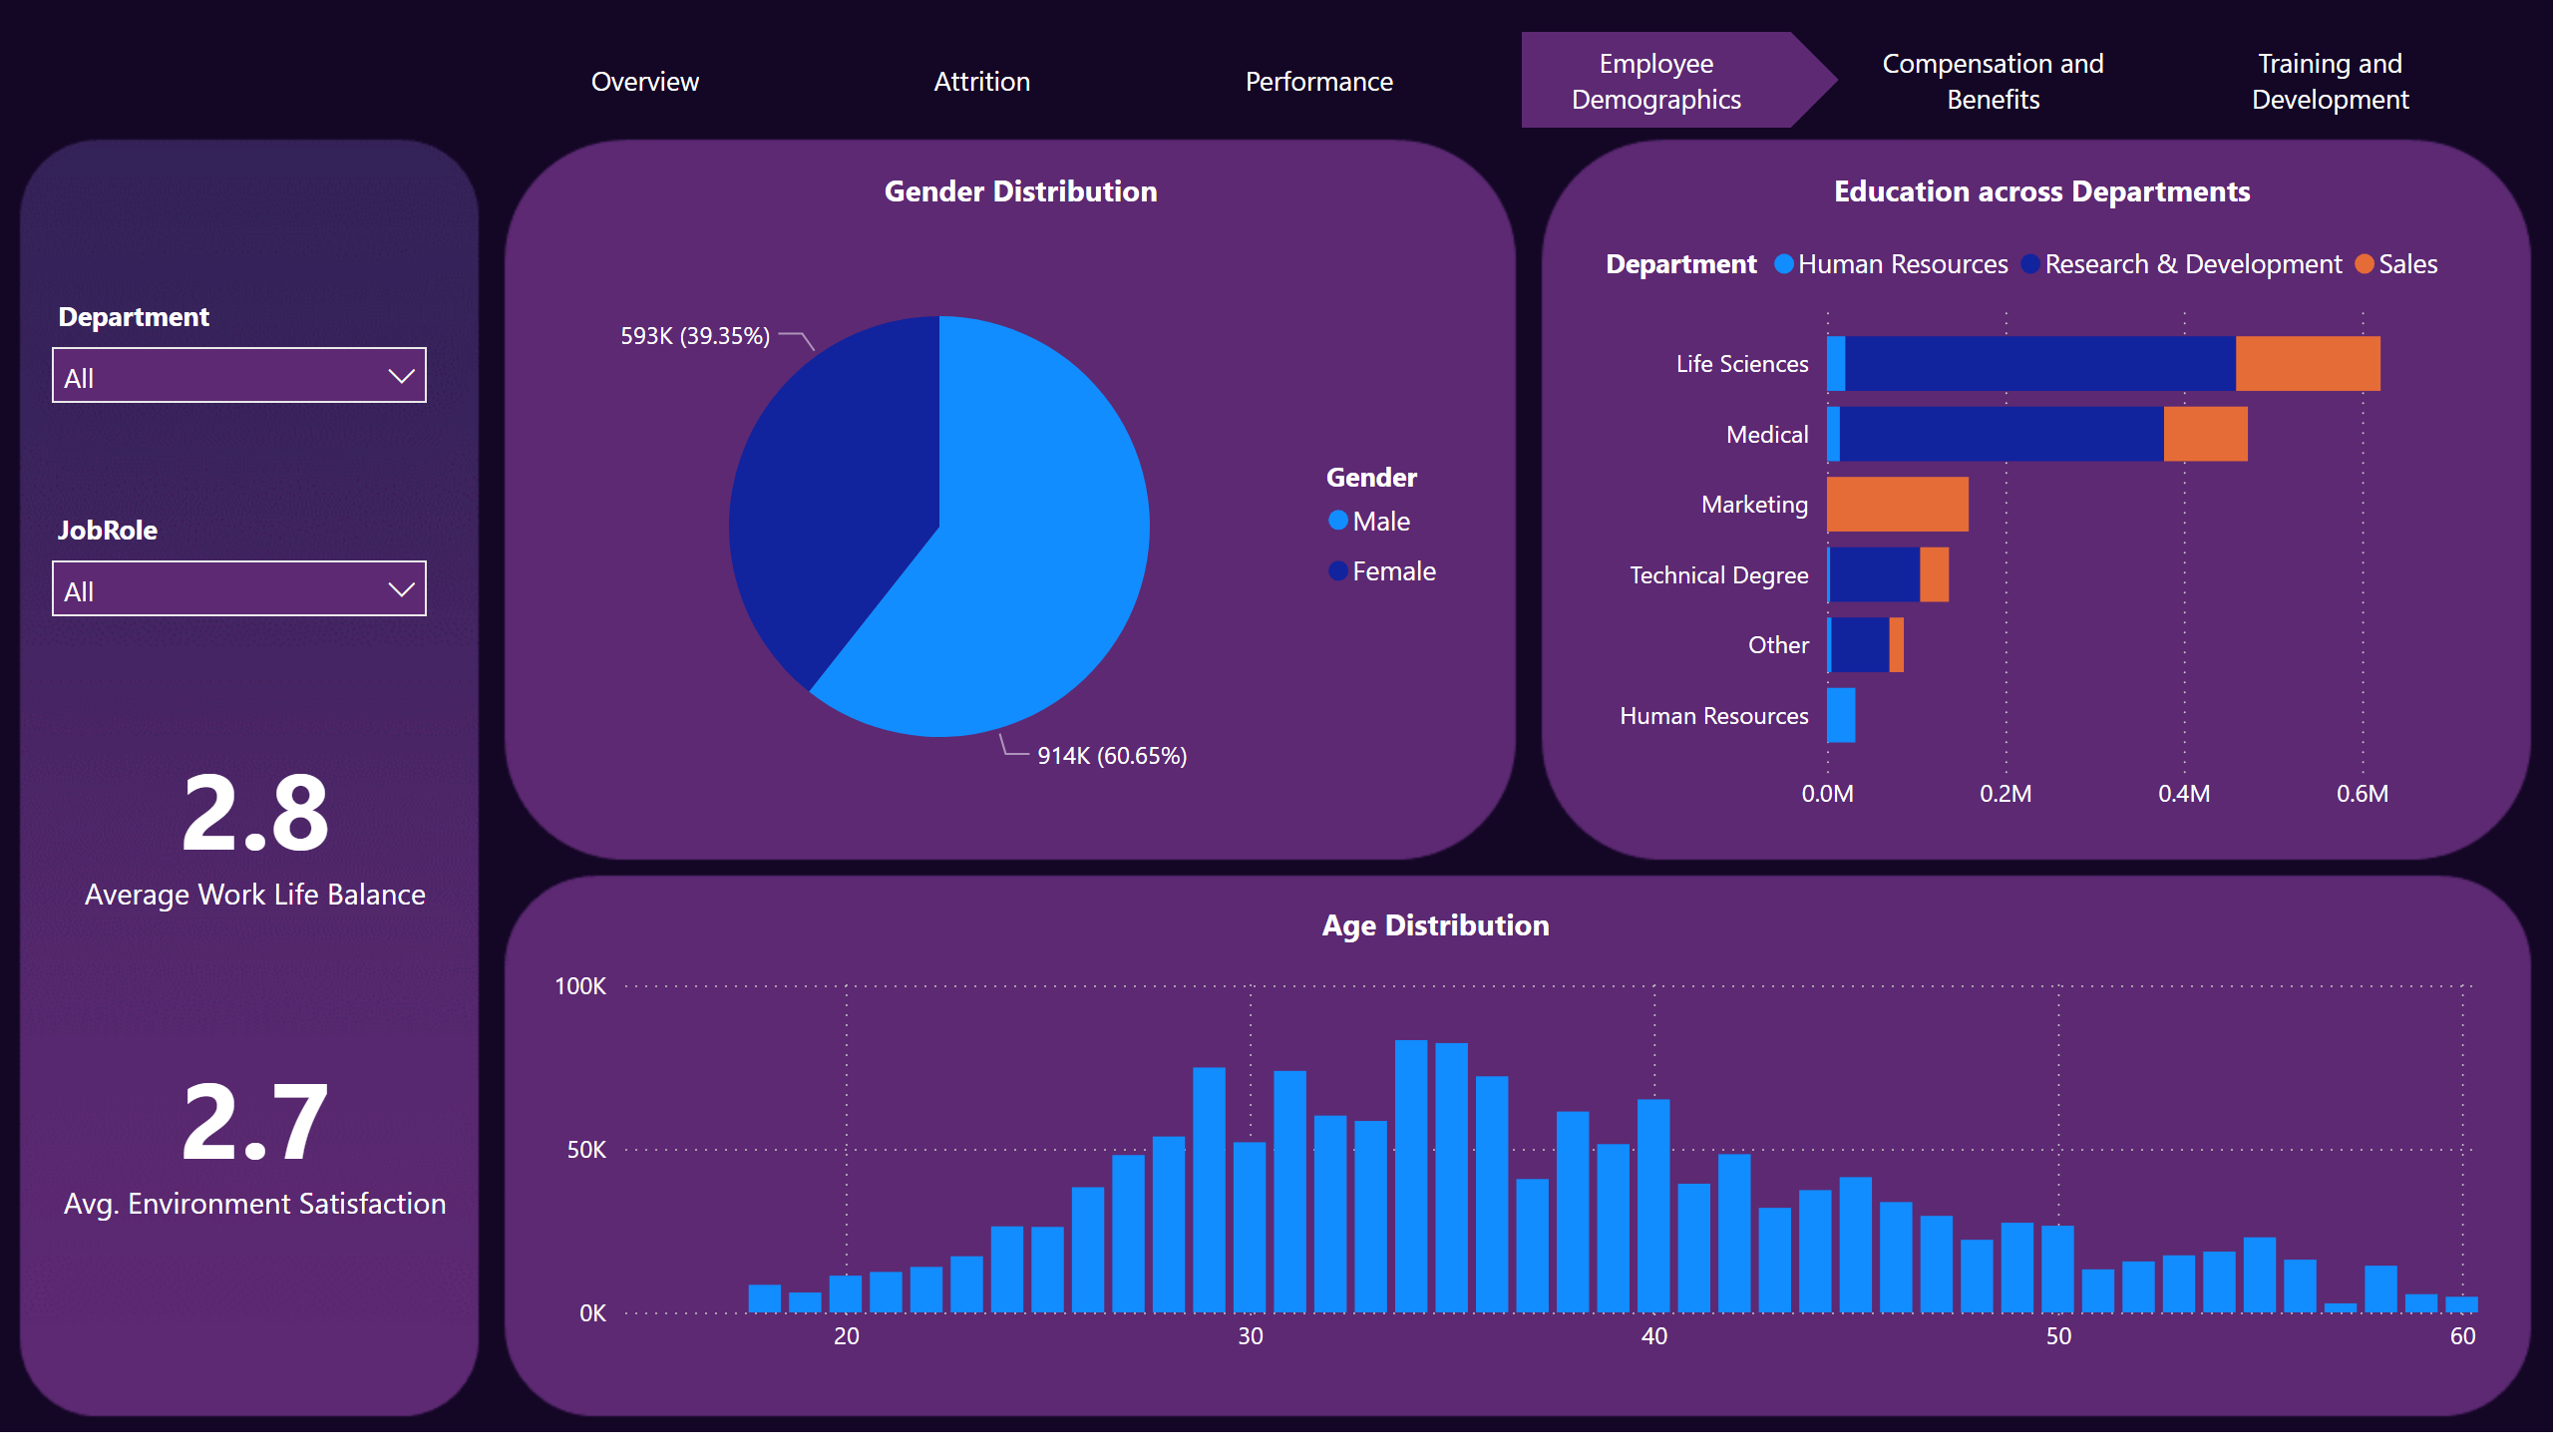 Overview
Attrition
Performance
Employee
Demographics
Compensation and
Benefits
Training and
Development
Department
All
JobRole
All
2.8
Average Work Life Balance
2.7
Avg. Environment Satisfaction
Gender Distribution
593K (39.35%)
914K (60.65%)
Gender
Male
Female
Education across Departments
Department Human Resources Research & Development Sales
Life Sciences
Medical
Marketing
Technical Degree
Other
Human Resources
0.0M 0.2M 0.4M 0.6M
Age Distribution
100K
50K
0K
20 30 40 50 60